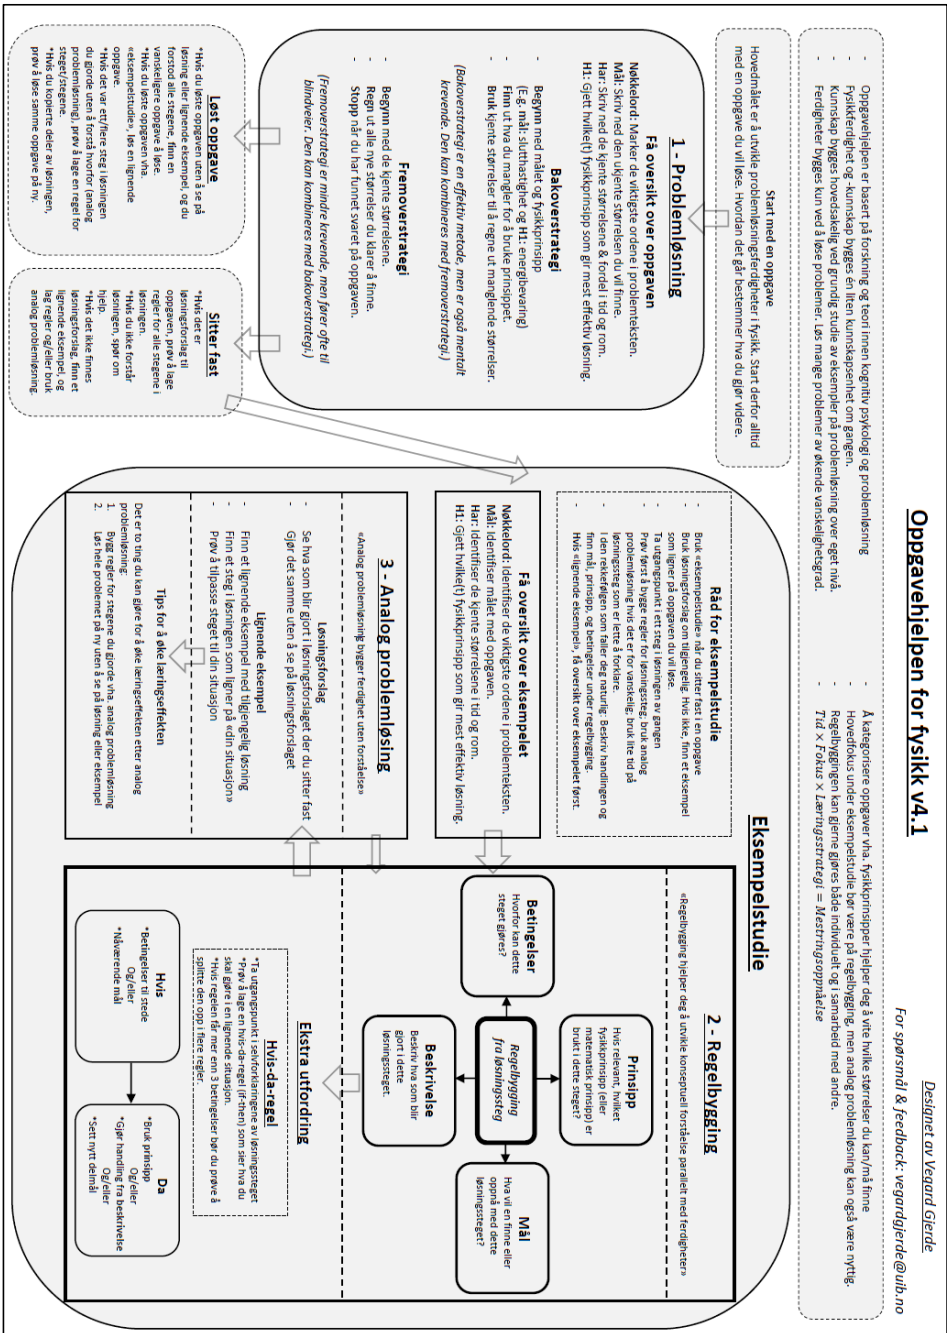 Oppgavehjelpen for fysikk v4.1
Designet av Vegard Gjerde
For spørsmål & feedback: vegardgjerde@uib.no
- Oppgavehjelpen er basert på forskning og teori innen kognitiv psykologi og problemløsning
- Fysikkferdighet og -kunnskap bygges én liten kunnskapsenhet om gangen.
- Kunnskap bygges hovedsakelig ved grundig studie av eksempler på problemløsning over eget nivå.
- Ferdigheter bygges kun ved å løse problemer. Løs mange problemer av økende vanskelighetsgrad.
- Å kategorisere oppgaver vha. fysikkprinsipper hjelper deg å vite hvilke størrelser du kan/må finne
- Hovedfokus under eksempelstudie bør være på regelbygging, men analog problemløsning kan også være nyttig.
- Regelbyggingen kan gjerne gjøres både individuelt og i samarbeid med andre.
- Tid × Fokus × Læringsstrategi = Mestringsoppnåelse
Start med en oppgave
Hovedmålet er å utvikle problemløsningsferdigheter i fysikk. Start derfor alltid
med en oppgave du vil løse. Hvordan det går bestemmer hva du gjør videre.
1 - Problemløsning
Få oversikt over oppgaven
Nøkkelord: Marker de viktigste ordene i problemteksten.
Mål: Skriv ned den ukjente størrelsen du vil finne.
Har: Skriv ned de kjente størrelsene & fordel i tid og rom.
H1: Gjett hvilke(t) fysikkprinsipp som gir mest effektiv løsning.
Bakoverstrategi
- Begynn med målet og fysikkprinsipp
(E.g. mål: slutthastighet og H1: energibevaring)
- Finn ut hva du mangler for å bruke prinsippet.
- Bruk kjente størrelser til å regne ut manglende størrelser.
(Bakoverstrategi er en effektiv metode, men er også mentalt
krevende. Den kan kombineres med fremoverstrategi.)
Fremoverstrategi
- Begynn med de kjente størrelsene.
- Regn ut alle nye størrelser du klarer å finne.
- Stopp når du har funnet svaret på oppgaven.
(Fremoverstrategi er mindre krevende, men fører ofte til
blindveier. Den kan kombineres med bakoverstrategi.)
Løst oppgave
*Hvis du løste oppgaven uten å se på
løsning eller lignende eksempel, og du
forstod alle stegene, finn en
vanskeligere oppgave å løse.
*Hvis du løste oppgaven vha.
«eksempelstudie», løs en lignende
oppgave.
*Hvis det var ett/flere steg i løsningen
du gjorde uten å forstå hvorfor (analog
problemløsning), prøv å lage en regel for
steget/stegene.
*Hvis du kopierte deler av løsningen,
prøv å løse samme oppgave på ny.
Sitter fast
*Hvis det er
løsningsforslag til
oppgaven, prøv å lage
regler for alle stegene i
løsningen.
*Hvis du ikke forstår
løsningen, spør om
hjelp.
*Hvis det ikke finnes
løsningsforslag, finn et
lignende eksempel, og
lag regler og/eller bruk
analog problemløsning.
Eksempelstudie
Råd for eksempelstudie
- Bruk «eksempelstudie» når du sitter fast i en oppgave
- Bruk løsningsforslag om tilgjengelig. Hvis ikke, finn et eksempel
som ligner på oppgaven du vil løse.
- Ta utgangspunkt i ett steg i løsningen av gangen
- Prøv først å bygge regler for løsningssteg; bruk analog
problemløsning hvis det er for vanskelig; bruk lite tid på
løsningssteg som er lette å forklare.
- I den rekkefølgen som faller deg naturlig: Beskriv handlingen og
finn mål, prinsipp, og betingelser under regelbygging.
- Hvis «lignende eksempel», få oversikt over eksempelet først.
Få oversikt over eksempelet
Nøkkelord: Identifiser de viktigste ordene i problemteksten.
Mål: Identifiser målet med oppgaven.
Har: Identifiser de kjente størrelsene i tid og rom.
H1: Gjett hvilke(t) fysikkprinsipp som gir mest effektiv løsning.
3 - Analog problemløsing
«Analog problemløsning bygger ferdighet uten forståelse»
Løsningsforslag
- Se hva som blir gjort i løsningsforslaget der du sitter fast
- Gjør det samme uten å se på løsningsforslaget
Lignende eksempel
- Finn et lignende eksempel med tilgjengelig løsning
- Finn et steg i løsningen som ligner på «din situasjon»
- Prøv å tilpasse steget til din situasjon
Tips for å øke læringseffekten
Det er to ting du kan gjøre for å øke læringseffekten etter analog
problemløsning:
1. Bygg regler for stegene du gjorde vha. analog problemløsning
2. Løs hele problemet på ny uten å se på løsning eller eksempel
2 - Regelbygging
«Regelbygging hjelper deg å utvikle konseptuell forståelse parallelt med ferdigheter»
Prinsipp
Hvis relevant, hvilket
fysikkprinsipp (eller
matematisk prinsipp) er
brukt i dette steget?
Betingelser
Hvorfor kan dette
steget gjøres?
Regelbygging
fra løsningssteg
Mål
Hva vil en finne eller
oppnå med dette
løsningssteget?
Beskrivelse
Beskriv hva som blir
gjort i dette
løsningssteget.
Ekstra utfordring
Hvis-da-regel
*Ta utgangspunkt i selvforklaringene av løsningssteget
*Prøv å lage en hvis-da-regel (if-then) som sier hva du
skal gjøre i en lignende situasjon.
*Hvis regelen får mer enn 3 betingelser bør du prøve å
splitte den opp i flere regler.
Hvis
*Betingelser til stede
Og/eller
*Nåværende mål
Da
*Bruk prinsipp
Og/eller
*Gjør handling fra beskrivelse
Og/eller
*Sett nytt delmål